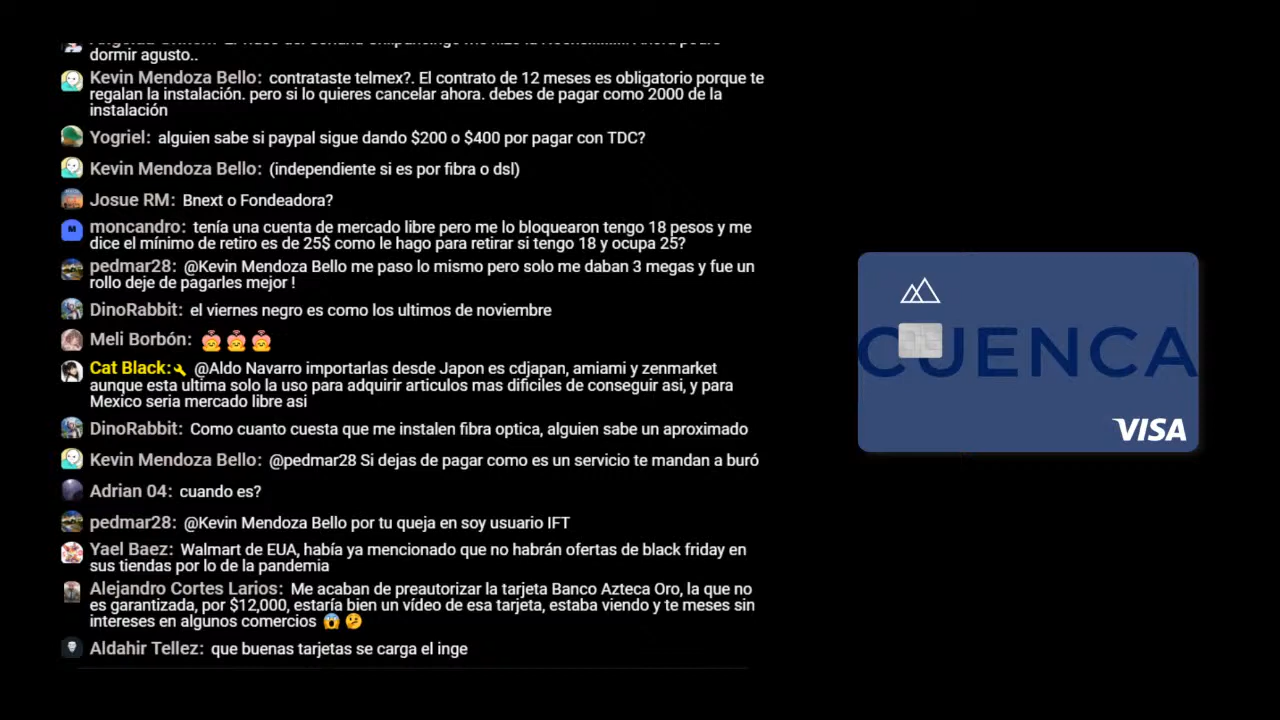 dormir agusto..
Kevin Mendoza Bello: contrataste telmex?. El contrato de 12 meses es obligatorio porque te
regalan la instalación. pero si lo quieres cancelar ahora. debes de pagar como 2000 de la
instalación
Yogriel: alguien sabe si paypal sigue dando $200 o $400 por pagar con TDC?
Kevin Mendoza Bello: (independiente si es por fibra o dsl)
Josue RM: Bnext o Fondeadora?
M moncandro: tenía una cuenta de mercado libre pero me lo bloquearon tengo 18 pesos y me
dice el mínimo de retiro es de 25$ como le hago para retirar si tengo 18 y ocupa 25?
pedmar28: @Kevin Mendoza Bello me paso lo mismo pero solo me daban 3 megas y fue un
rollo deje de pagarles mejor !
DinoRabbit: el viernes negro es como los ultimos de noviembre
Meli Borbón:
Cat Black: @Aldo Navarro importarlas desde Japon es cdjapan, amiami y zenmarket
aunque esta ultima solo la uso para adquirir articulos mas dificiles de conseguir asi, y para
Mexico seria mercado libre asi
DinoRabbit: Como cuanto cuesta que me instalen fibra optica, alguien sabe un aproximado
Kevin Mendoza Bello: @pedmar28 Si dejas de pagar como es un servicio te mandan a buró
Adrian 04: cuando es?
pedmar28: @Kevin Mendoza Bello por tu queja en soy usuario IFT
Yael Baez: Walmart de EUA, había ya mencionado que no habrán ofertas de black friday en
sus tiendas por lo de la pandemia
Alejandro Cortes Larios: Me acaban de preautorizar la tarjeta Banco Azteca Oro, la que no
es garantizada, por $12,000, estaría bien un vídeo de esa tarjeta, estaba viendo y te meses sin
intereses en algunos comercios 😱 🤔
Aldahir Tellez: que buenas tarjetas se carga el inge
CUENCA
VISA